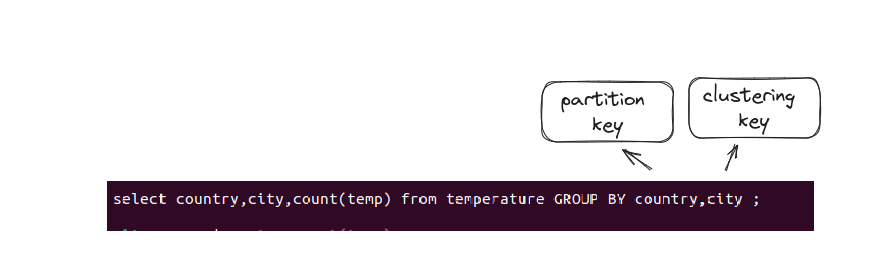 partition
key
clustering
key
select country,city,count(temp) from temperature GROUP BY country,city ;